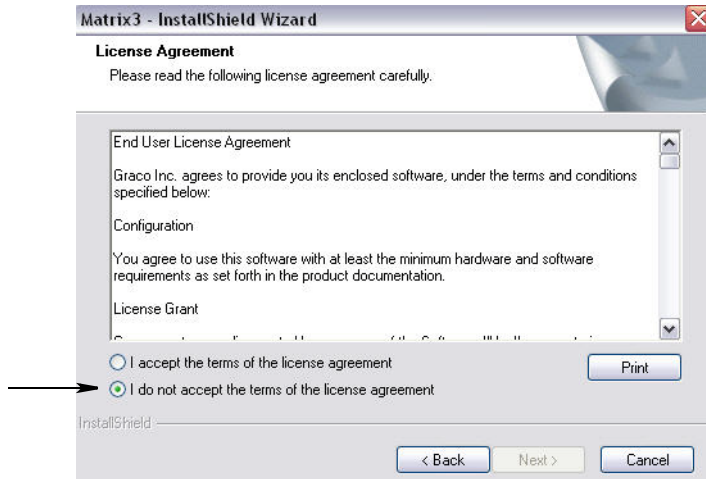 Matrix3 - InstallShield Wizard
License Agreement
Please read the following license agreement carefully.
End User License Agreement
Graco Inc. agrees to provide you its enclosed software, under the terms and conditions
specified below:
Configuration
You agree to use this software with at least the minimum hardware and software
requirements as set forth in the product documentation.
License Grant
I accept the terms of the license agreement
Print
I do not accept the terms of the license agreement
InstallShield
< Back
Next >
Cancel